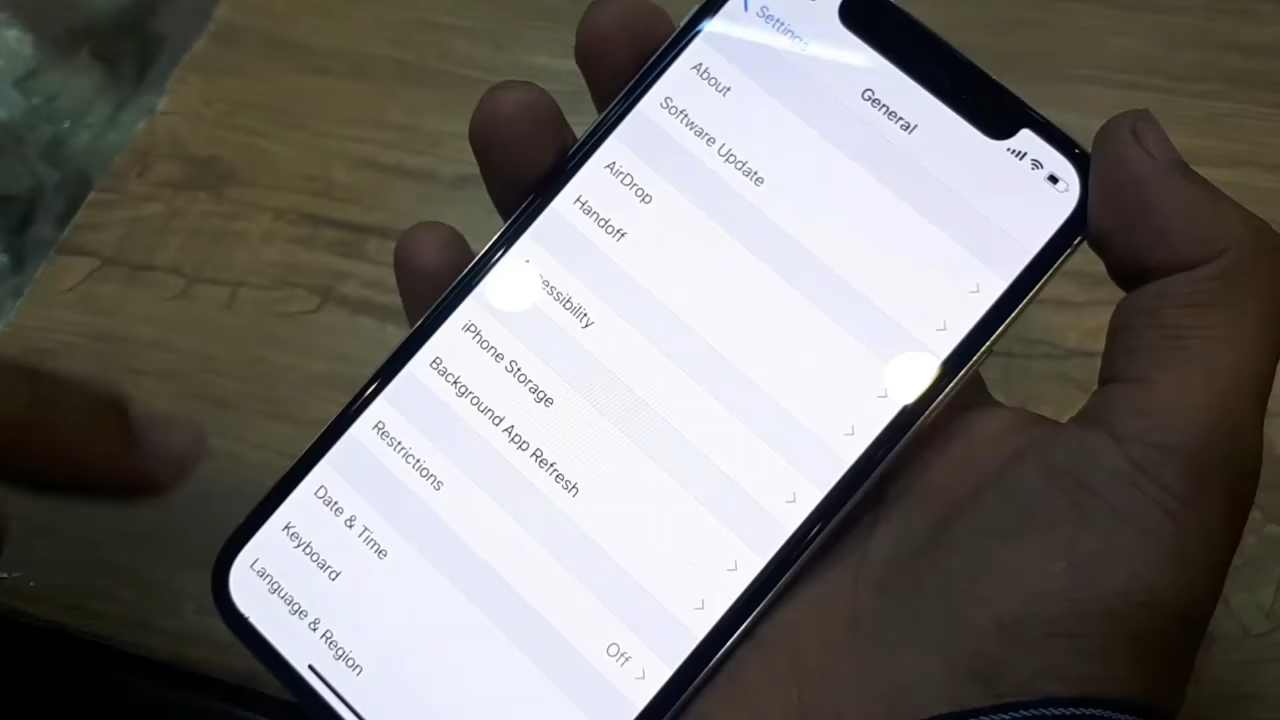 Settings
General
About
Software Update
AirDrop
Handoff
iPhone Storage
Background App Refresh
Restrictions
Off
Date & Time
Keyboard
Language & Region